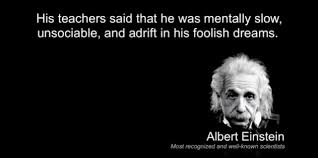 His teachers said that he was mentally slow,
unsociable, and adrift in his foolish dreams.
Albert Einstein
Most recognized and well-known scientists